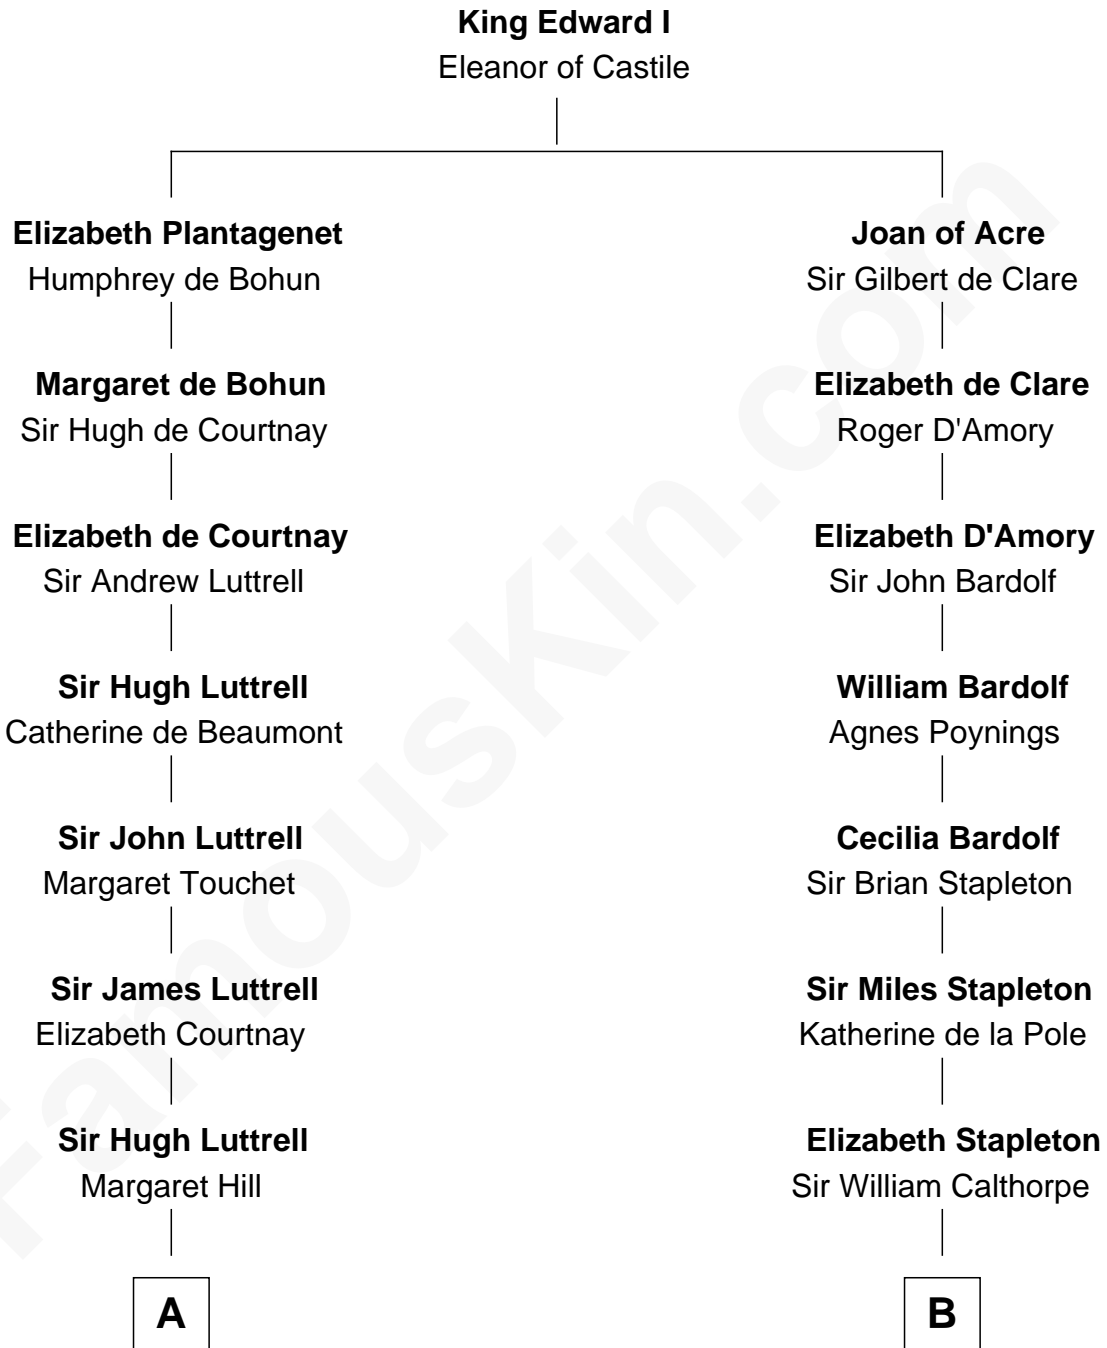 King Edward I
Eleanor of Castile
Elizabeth Plantagenet
Humphrey de Bohun
Joan of Acre
Sir Gilbert de Clare
Margaret de Bohun
Sir Hugh de Courtnay
Elizabeth de Clare
Roger D'Amory
Elizabeth de Courtnay
Sir Andrew Luttrell
Elizabeth D'Amory
Sir John Bardolf
Sir Hugh Luttrell
Catherine de Beaumont
William Bardolf
Agnes Poynings
Sir John Luttrell
Margaret Touchet
Cecilia Bardolf
Sir Brian Stapleton
Sir James Luttrell
Elizabeth Courtnay
Sir Miles Stapleton
Katherine de la Pole
Sir Hugh Luttrell
Margaret Hill
Elizabeth Stapleton
Sir William Calthorpe
A
B
FamousKin.com